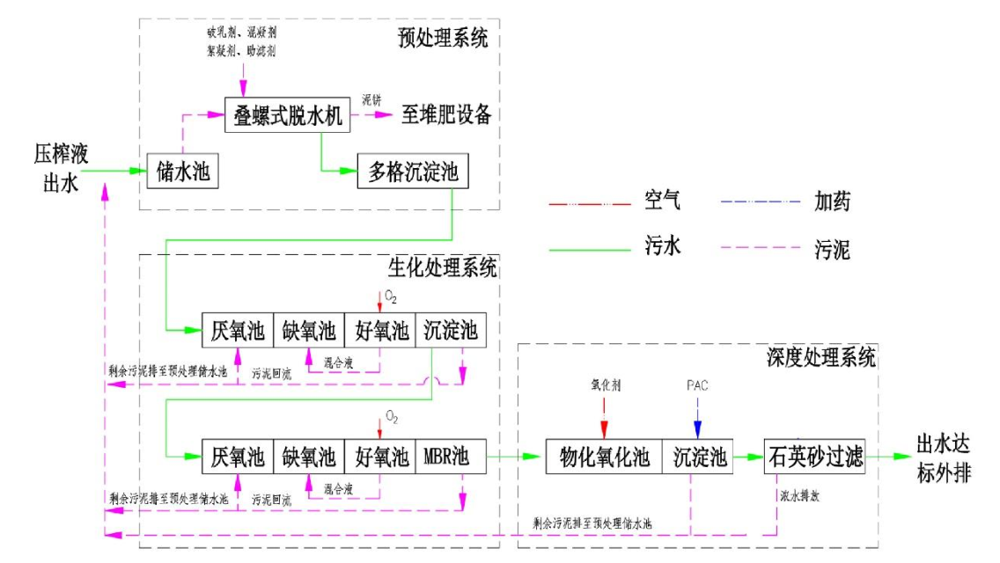 破乳剂、混凝剂
絮凝剂、助滤剂
预处理系统
叠螺式脱水机
泥饼
至堆肥设备
压榨液
出水
储水池
多格沉淀池
空气
加药
污水
污泥
生化处理系统
O₂
厌氧池
缺氧池
好氧池
沉淀池
混合液
剩余污泥排至预处理储水池
污泥回流
O₂
厌氧池
缺氧池
好氧池
MBR池
混合液
剩余污泥排至预处理储水池
污泥回流
深度处理系统
氧化剂
PAC
物化氧化池
沉淀池
石英砂过滤
出水达
标外排
浓水排放
剩余污泥排至预处理储水池